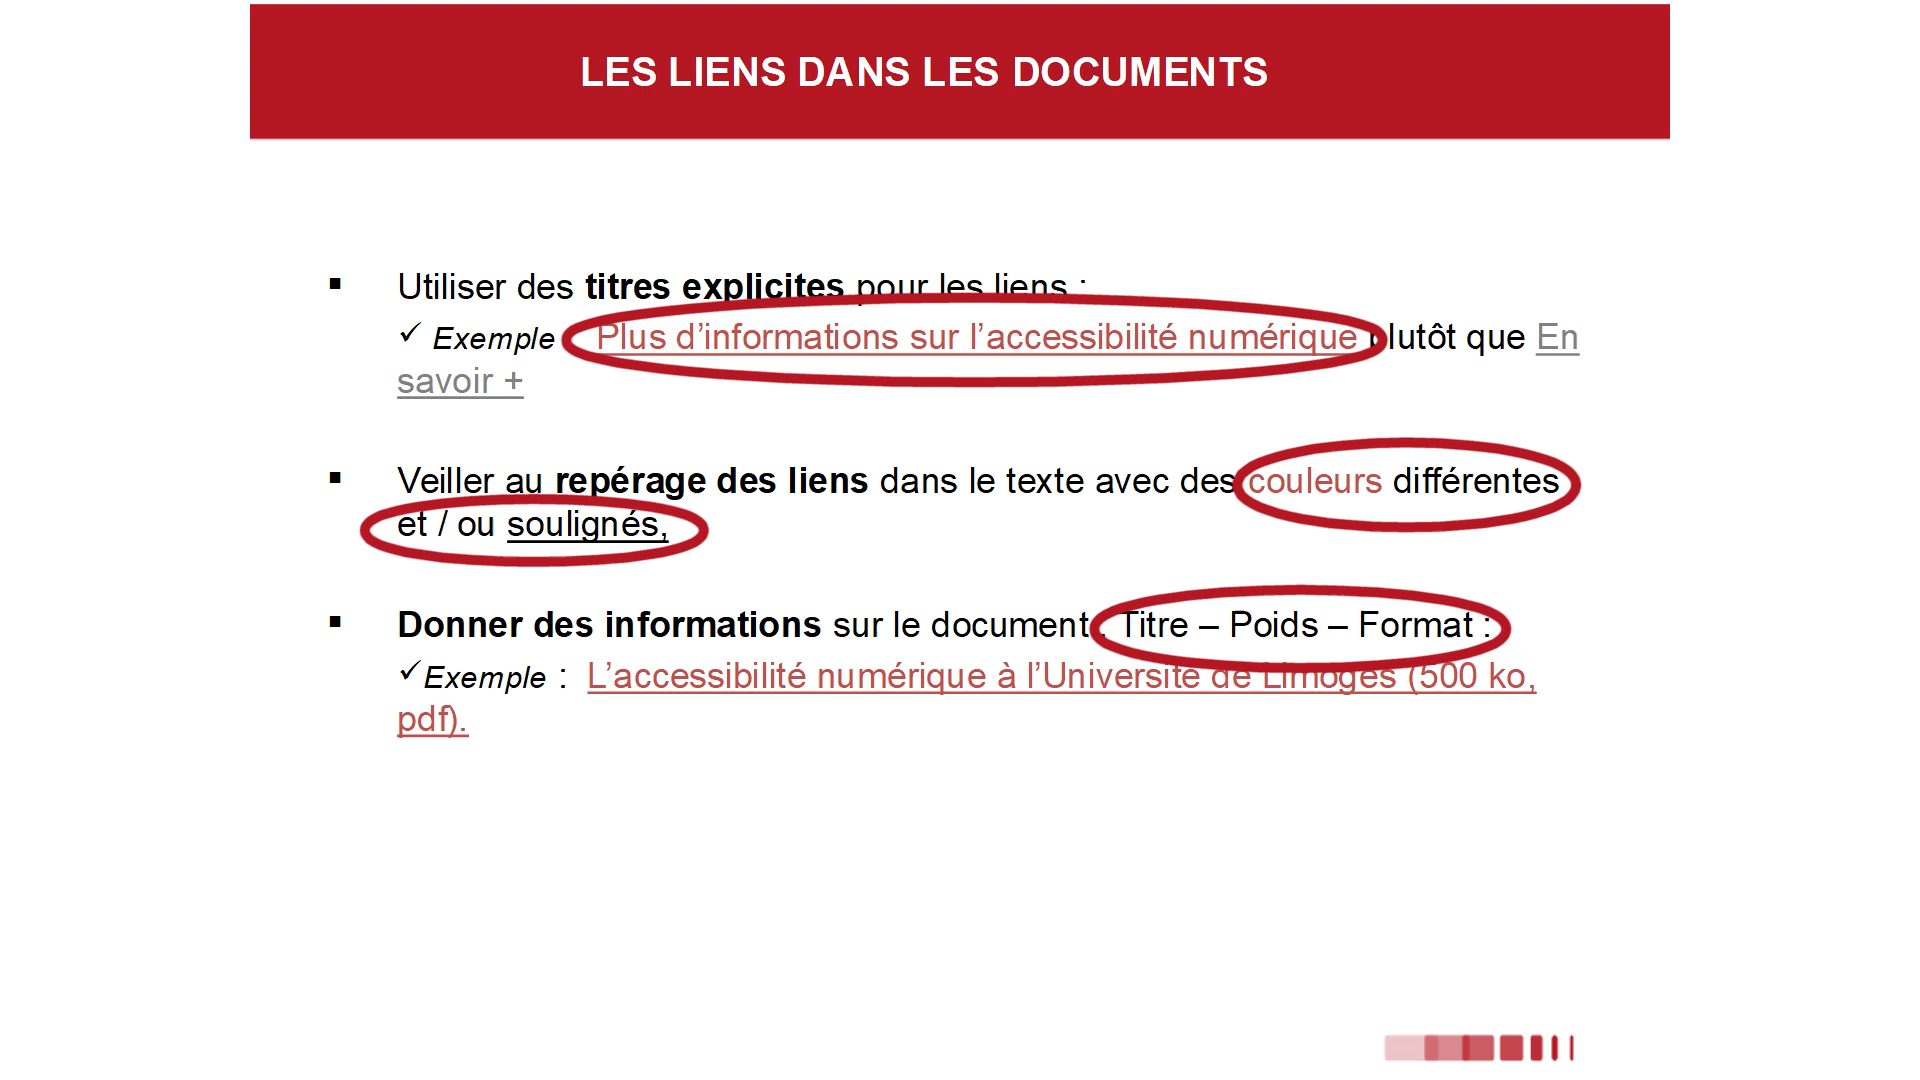 LES LIENS DANS LES DOCUMENTS
▪ Utiliser des titres explicites pour les liens :
✓ Exemple Plus d’informations sur l’accessibilité numérique plutôt que En
savoir +
▪ Veiller au repérage des liens dans le texte avec des couleurs différentes
et / ou soulignés,
▪ Donner des informations sur le document : Titre – Poids – Format :
✓ Exemple : L’accessibilité numérique à l’Université de Limoges (500 ko,
pdf).